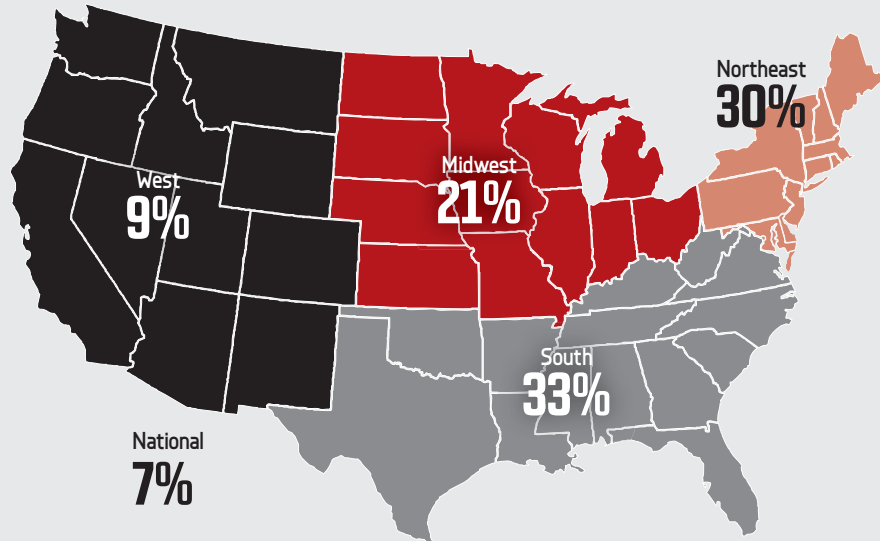 Northeast
30%
West
9%
Midwest
21%
South
33%
National
7%